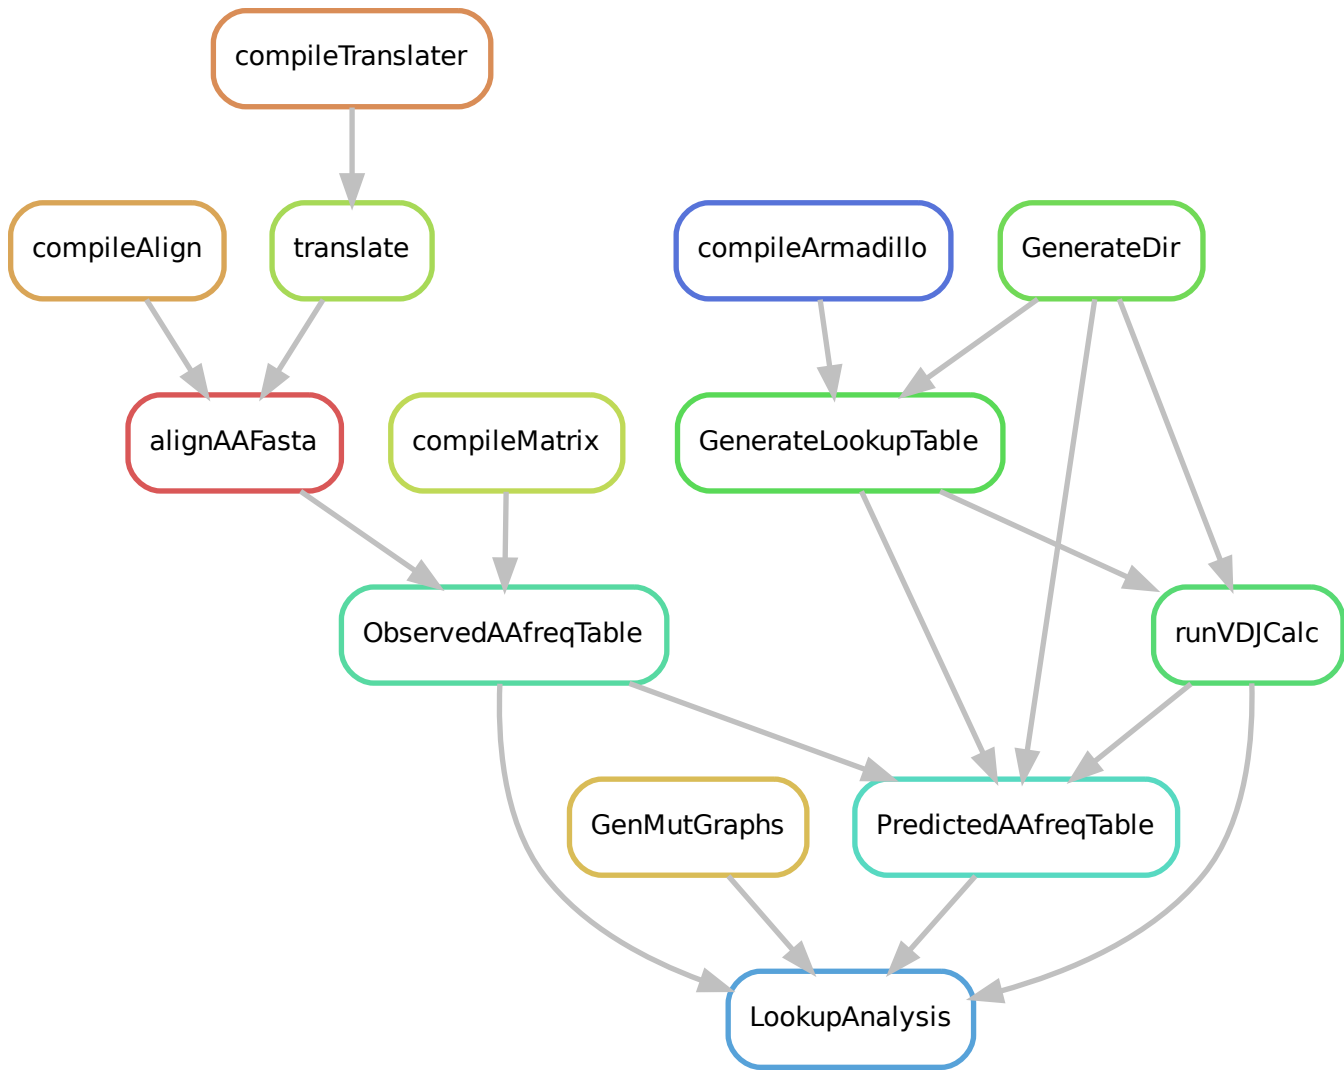 compileTranslater
compileAlign
translate
compileArmadillo
GenerateDir
alignAAFasta
compileMatrix
GenerateLookupTable
ObservedAAfreqTable
runVDJCalc
GenMutGraphs
PredictedAAfreqTable
LookupAnalysis